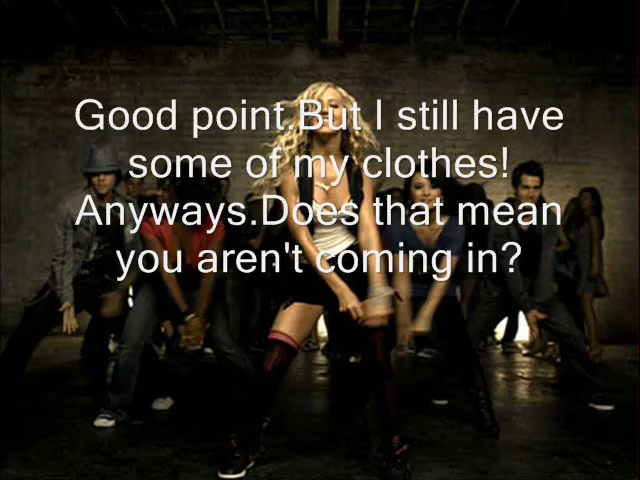 Good point.But I still have
some of my clothes!
Anyways.Does that mean
you aren't coming in?